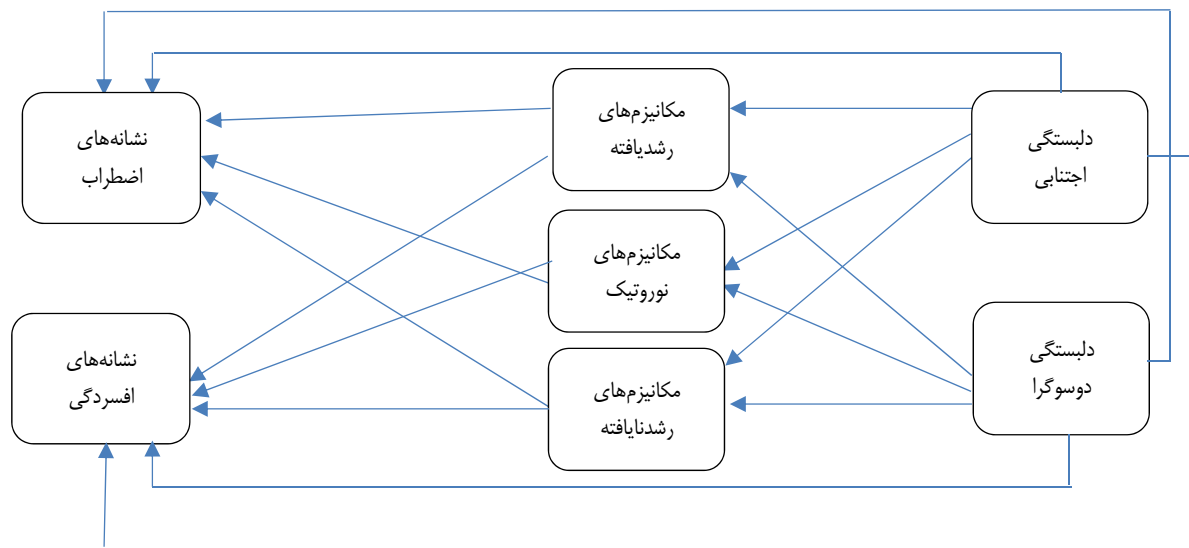 دلبستگی
اجتنابی
دلبستگی
دوسوگرا
مکانیزم‌های
رشدیافته
مکانیزم‌های
نوروتیک
مکانیزم‌های
رشدنایافته
نشانه‌های
اضطراب
نشانه‌های
افسردگی